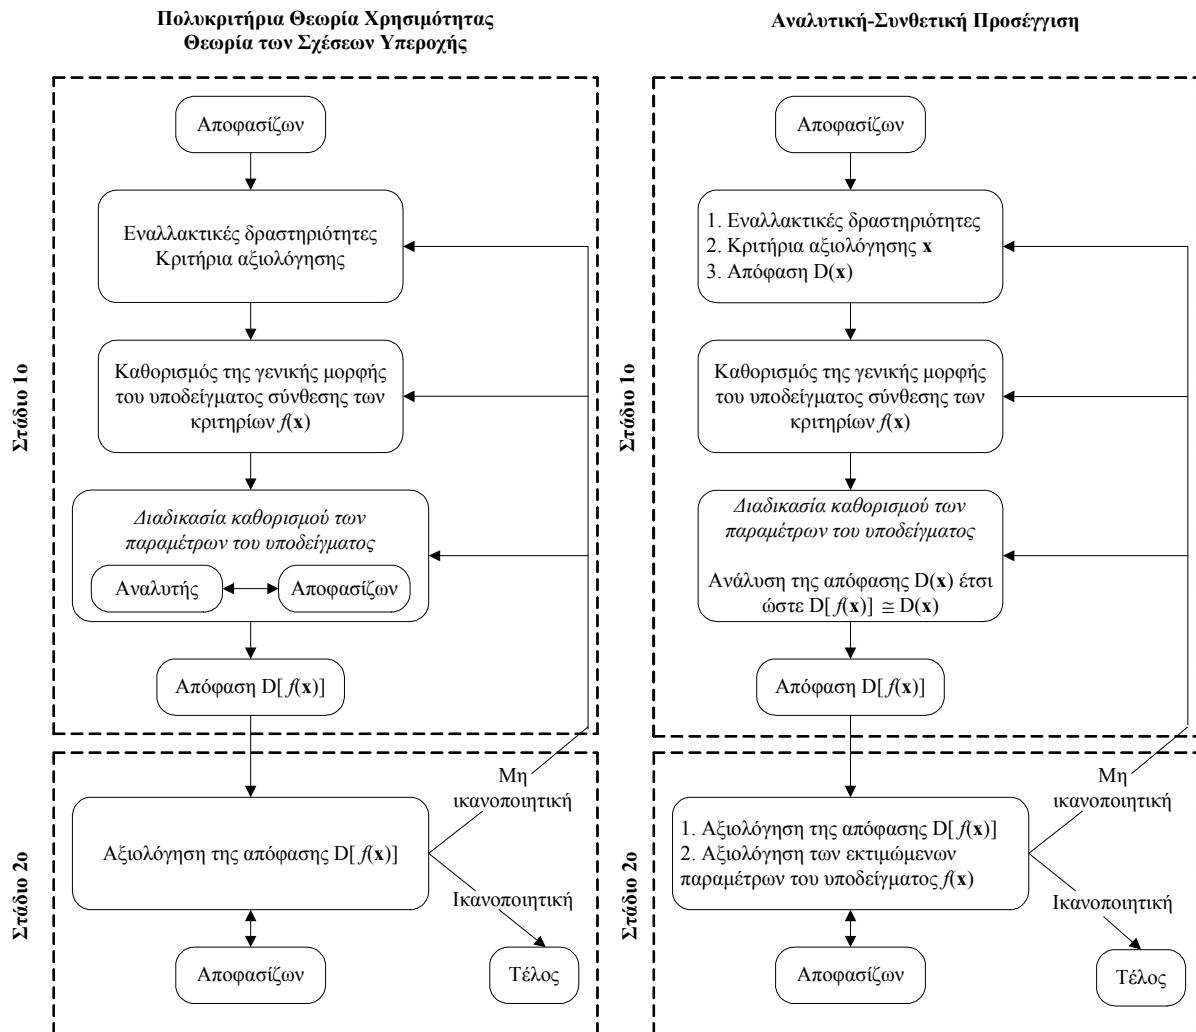 Πολυκριτήρια Θεωρία Χρησιμότητας
Θεωρία των Σχέσεων Υπεροχής
Στάδιο 1ο
Αποφασίζων
Εναλλακτικές δραστηριότητες
Κριτήρια αξιολόγησης
Καθορισμός της γενικής μορφής
του υποδείγματος σύνθεσης των
κριτηρίων f(x)
Διαδικασία καθορισμού των
παραμέτρων του υποδείγματος
Αναλυτής
Αποφασίζων
Απόφαση D[ f(x)]
Στάδιο 2ο
Μη
ικανοποιητική
Αξιολόγηση της απόφασης D[ f(x)]
Ικανοποιητική
Αποφασίζων
Τέλος
Αναλυτική-Συνθετική Προσέγγιση
Στάδιο 1ο
Αποφασίζων
1. Εναλλακτικές δραστηριότητες
2. Κριτήρια αξιολόγησης x
3. Απόφαση D(x)
Καθορισμός της γενικής μορφής
του υποδείγματος σύνθεσης των
κριτηρίων f(x)
Διαδικασία καθορισμού των
παραμέτρων του υποδείγματος
Ανάλυση της απόφασης D(x) έτσι
ώστε D[ f(x)] ≅ D(x)
Απόφαση D[ f(x)]
Στάδιο 2ο
Μη
ικανοποιητική
1. Αξιολόγηση της απόφασης D[ f(x)]
2. Αξιολόγηση των εκτιμώμενων
παραμέτρων του υποδείγματος f(x)
Ικανοποιητική
Αποφασίζων
Τέλος